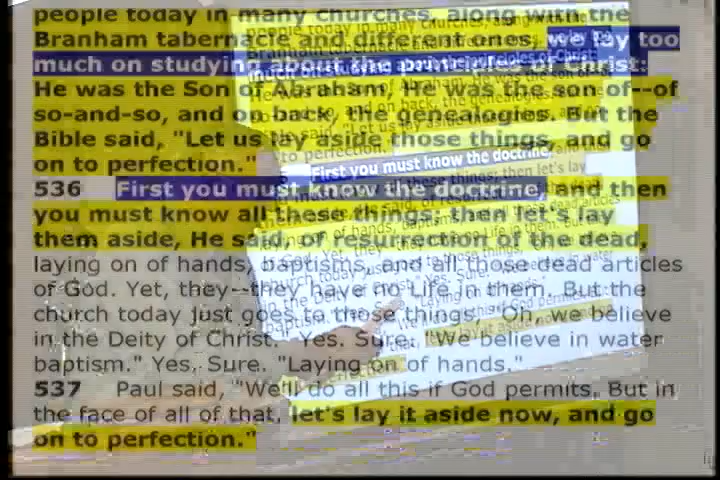 people today in many churches, along with the
Branham tabernacle and different ones, we lay too
much on studying about the principles of Christ:
He was the Son of Abraham, He was the son of--of
so-and-so, and on back, the genealogies. But the
Bible said, "Let us lay aside those things, and go
on to perfection."
536 First you must know the doctrine, and then
you must know all these things; then let's lay
them aside, He said, of resurrection of the dead,
laying on of hands, baptisms, and all those dead articles
of God. Yet, they--they have no Life in them. But the
church today just goes to those things. "Oh, we believe
in the Deity of Christ." Yes. Sure. "We believe in water
baptism." Yes, Sure. "Laying on of hands."
537 Paul said, "We'll do all this if God permits. But in
the face of all of that, let's lay it aside now, and go
on to perfection."
First you must know the doctrine,